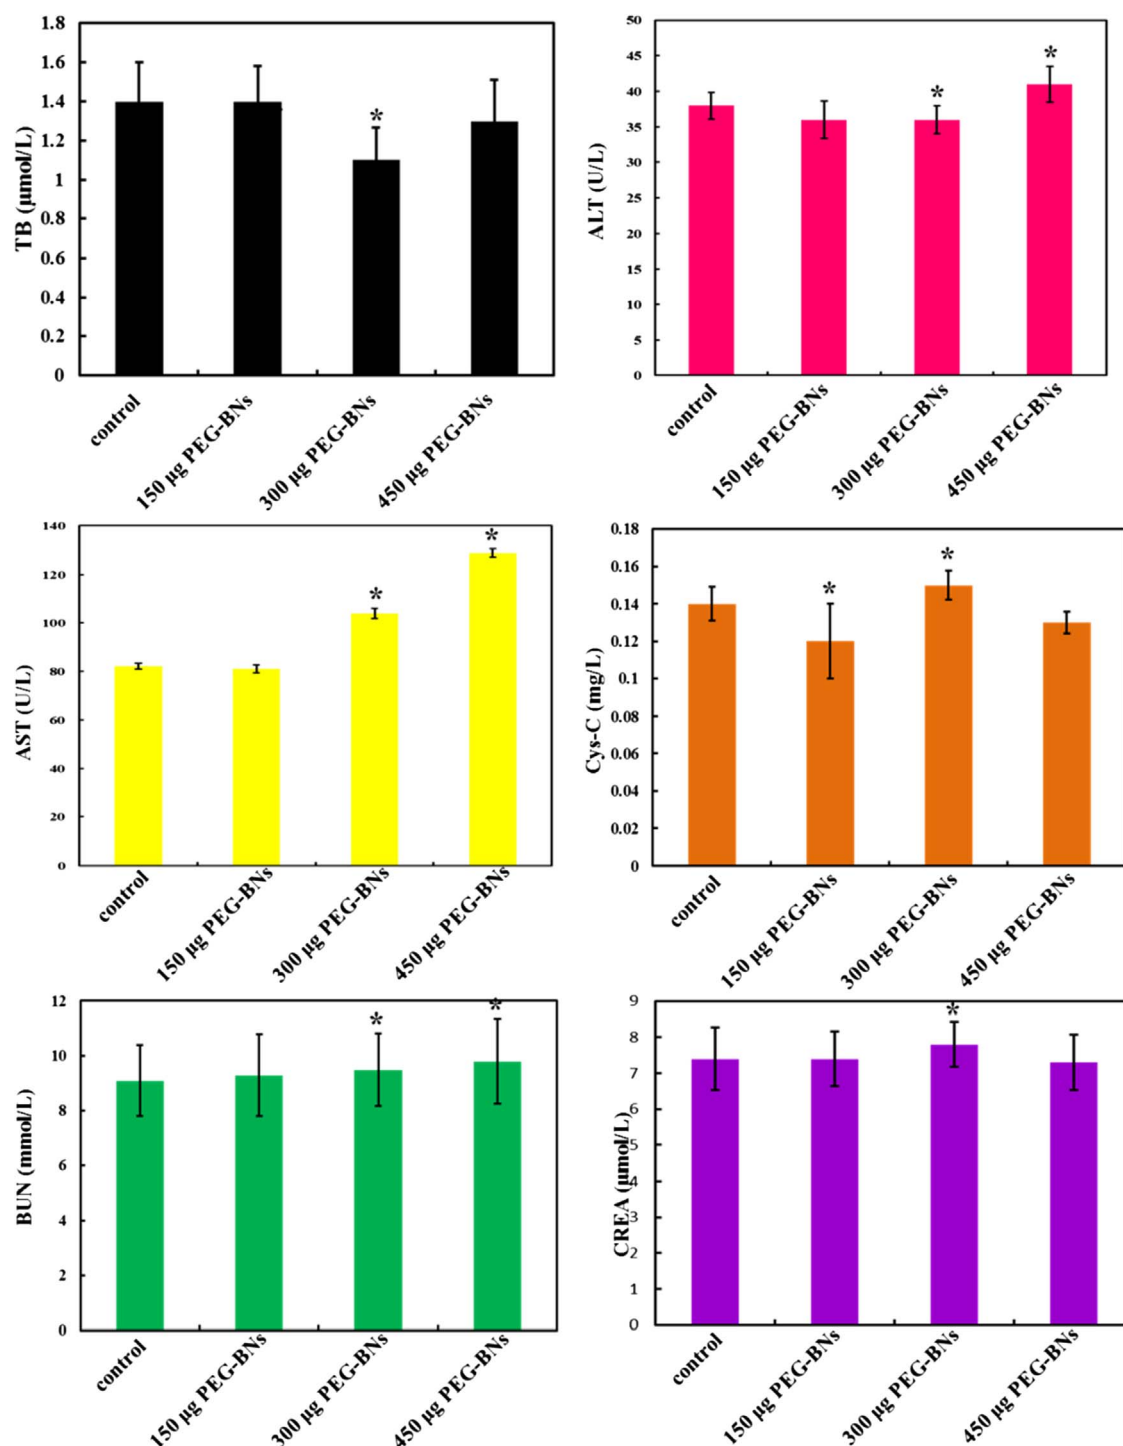 TB (μmol/L)
1.8
1.6
1.4
1.2
1
0.8
0.6
0.4
0.2
0
*
control
150 μg PEG-BNs
300 μg PEG-BNs
450 μg PEG-BNs
ALT (U/L)
50
45
40
35
30
25
20
15
10
5
0
*
*
control
150 μg PEG-BNs
300 μg PEG-BNs
450 μg PEG-BNs
AST (U/L)
140
120
100
80
60
40
20
0
*
*
control
150 μg PEG-BNs
300 μg PEG-BNs
450 μg PEG-BNs
Cys-C (mg/L)
0.18
0.16
0.14
0.12
0.1
0.08
0.06
0.04
0.02
0
*
*
control
150 μg PEG-BNs
300 μg PEG-BNs
450 μg PEG-BNs
BUN (mmol/L)
12
10
8
6
4
2
0
*
*
control
150 μg PEG-BNs
300 μg PEG-BNs
450 μg PEG-BNs
CREA (μmol/L)
9
8
7
6
5
4
3
2
1
0
*
control
150 μg PEG-BNs
300 μg PEG-BNs
450 μg PEG-BNs